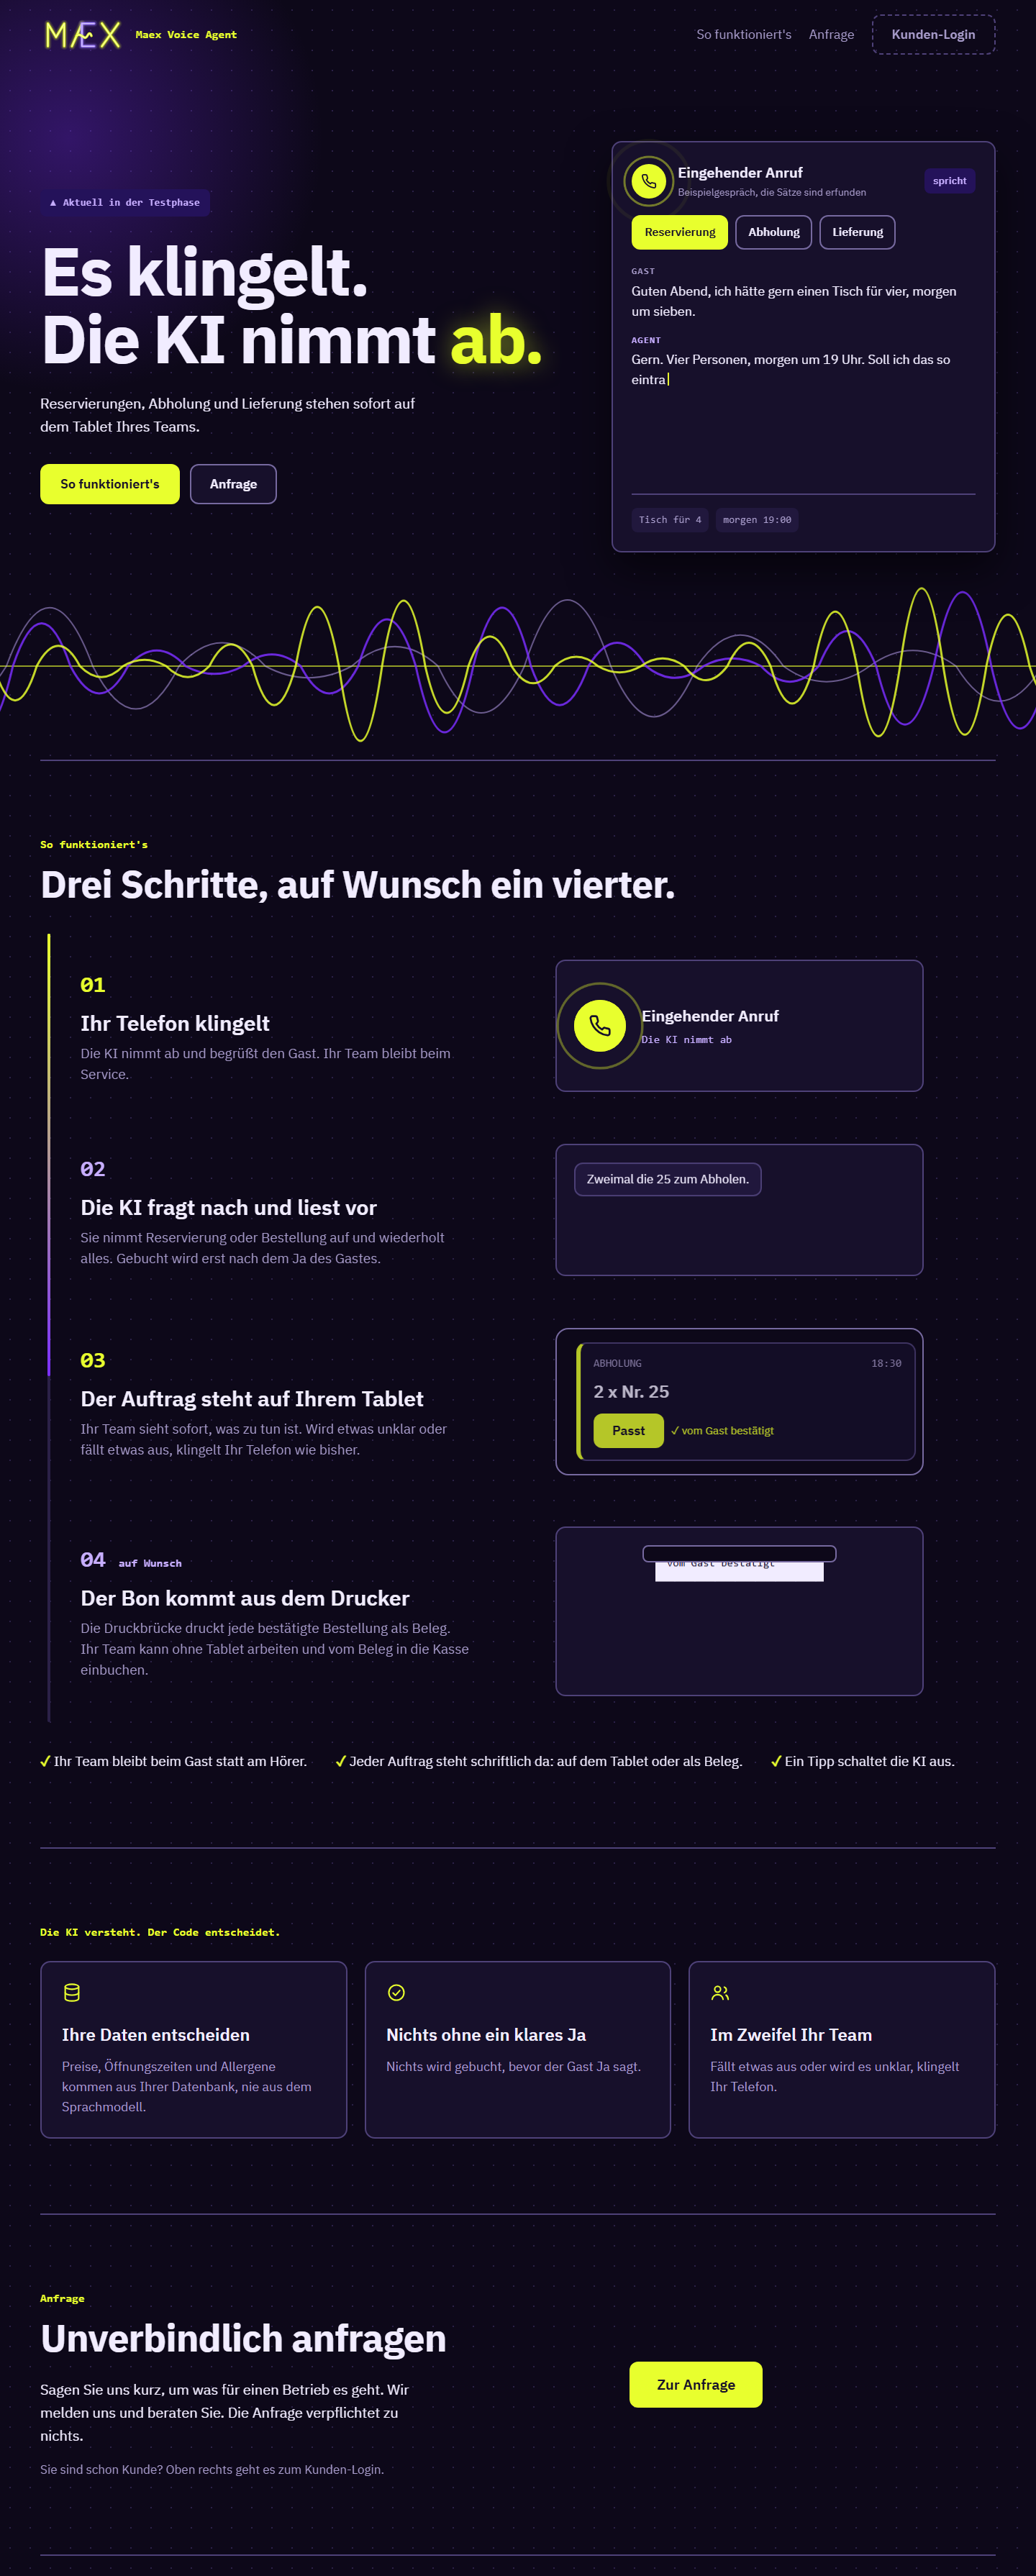 MÆX Maex Voice Agent
So funktioniert's Anfrage Kunden-Login
▲ Aktuell in der Testphase
Es klingelt.
Die KI nimmt ab.
Reservierungen, Abholung und Lieferung stehen sofort auf
dem Tablet Ihres Teams.
So funktioniert's Anfrage
Eingehender Anruf
Beispielgespräch, die Sätze sind erfunden
spricht
Reservierung Abholung Lieferung
GAST
Guten Abend, ich hätte gern einen Tisch für vier, morgen
um sieben.
AGENT
Gern. Vier Personen, morgen um 19 Uhr. Soll ich das so
eintra
Tisch für 4 morgen 19:00
So funktioniert's
Drei Schritte, auf Wunsch ein vierter.
01
Ihr Telefon klingelt
Die KI nimmt ab und begrüßt den Gast. Ihr Team bleibt beim
Service.
Eingehender Anruf
Die KI nimmt ab
02
Die KI fragt nach und liest vor
Sie nimmt Reservierung oder Bestellung auf und wiederholt
alles. Gebucht wird erst nach dem Ja des Gastes.
Zweimal die 25 zum Abholen.
03
Der Auftrag steht auf Ihrem Tablet
Ihr Team sieht sofort, was zu tun ist. Wird etwas unklar oder
fällt etwas aus, klingelt Ihr Telefon wie bisher.
ABHOLUNG 18:30
2 x Nr. 25
Passt ✓ vom Gast bestätigt
04 auf Wunsch
Der Bon kommt aus dem Drucker
Die Druckbrücke druckt jede bestätigte Bestellung als Beleg.
Ihr Team kann ohne Tablet arbeiten und vom Beleg in die Kasse
einbuchen.
vom Gast bestätigt
✓ Ihr Team bleibt beim Gast statt am Hörer. ✓ Jeder Auftrag steht schriftlich da: auf dem Tablet oder als Beleg. ✓ Ein Tipp schaltet die KI aus.
Die KI versteht. Der Code entscheidet.
Ihre Daten entscheiden
Preise, Öffnungszeiten und Allergene
kommen aus Ihrer Datenbank, nie aus dem
Sprachmodell.
Nichts ohne ein klares Ja
Nichts wird gebucht, bevor der Gast Ja sagt.
Im Zweifel Ihr Team
Fällt etwas aus oder wird es unklar, klingelt
Ihr Telefon.
Anfrage
Unverbindlich anfragen
Sagen Sie uns kurz, um was für einen Betrieb es geht. Wir
melden uns und beraten Sie. Die Anfrage verpflichtet zu
nichts.
Sie sind schon Kunde? Oben rechts geht es zum Kunden-Login.
Zur Anfrage